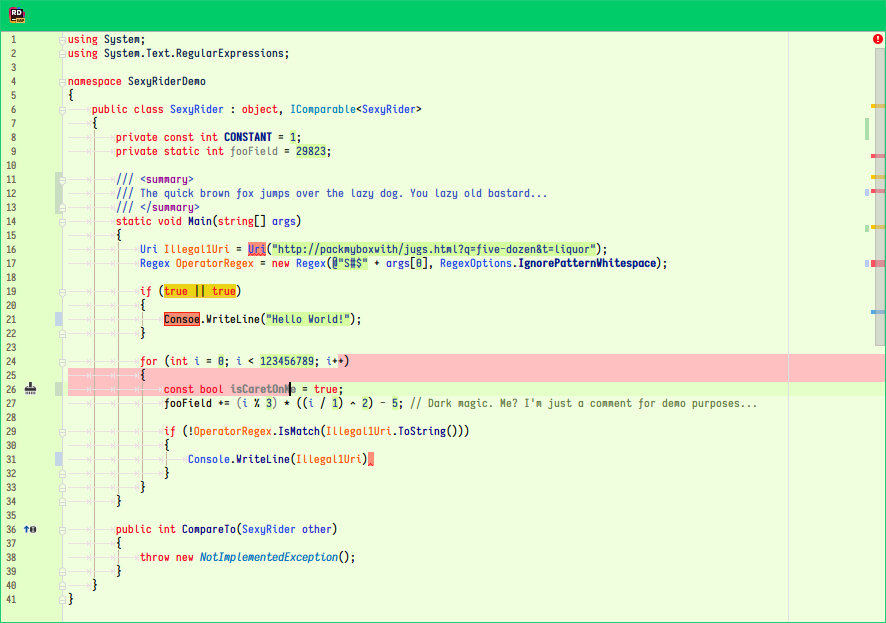 RD
EAP
1 using System;
2 using System.Text.RegularExpressions;
3
4 namespace SexyRiderDemo
5 {
6 public class SexyRider : object, IComparable<SexyRider>
7 {
8 private const int CONSTANT = 1;
9 private static int fooField = 29823;
10
11 /// <summary>
12 /// The quick brown fox jumps over the lazy dog. You lazy old bastard...
13 /// </summary>
14 static void Main(string[] args)
15 {
16 Uri Illegal1Uri = Uri("http://packmyboxwith/jugs.html?q=five-dozen&t=liquor");
17 Regex OperatorRegex = new Regex(@"S#$" + args[0], RegexOptions.IgnorePatternWhitespace);
18
19 if (true || true)
20 {
21 Consoe.WriteLine("Hello World!");
22 }
23
24 for (int i = 0; i < 123456789; i++)
25 {
26 const bool isCaretOnMe = true;
27 fooField += (i % 3) * ((i / 1) ^ 2) - 5; // Dark magic. Me? I'm just a comment for demo purposes...
28
29 if (!OperatorRegex.IsMatch(Illegal1Uri.ToString()))
30 {
31 Console.WriteLine(Illegal1Uri)
32 }
33 }
34 }
35
36 public int CompareTo(SexyRider other)
37 {
38 throw new NotImplementedException();
39 }
40 }
41 }